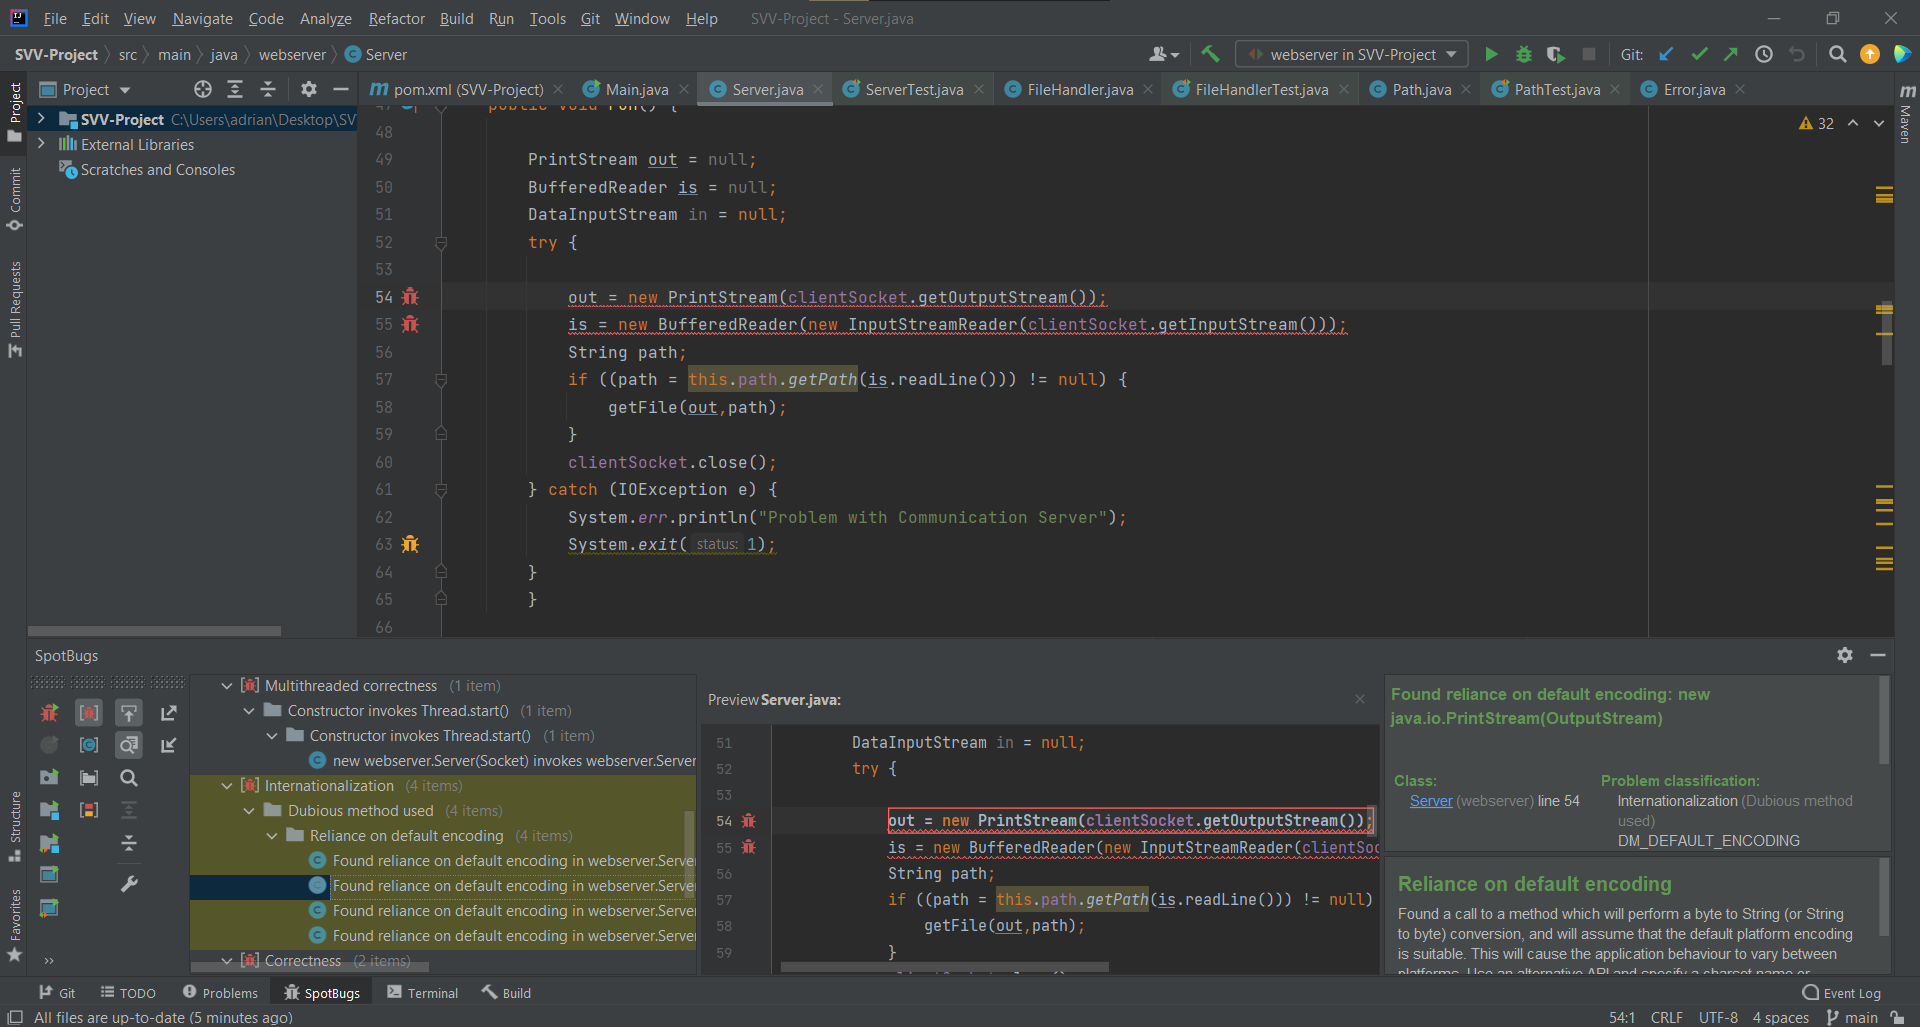 File Edit View Navigate Code Analyze Refactor Build Run Tools Git Window Help SVV-Project - Server.java
SVV-Project src main java webserver Server
webserver in SVV-Project Git:
Project
SVV-Project C:\Users\adrian\Desktop\SV
External Libraries
Scratches and Consoles
Project
Commit
Pull Requests
Structure
Favorites
Maven
pom.xml (SVV-Project) Main.java Server.java ServerTest.java FileHandler.java FileHandlerTest.java Path.java PathTest.java Error.java
32
48
49 PrintStream out = null;
50 BufferedReader is = null;
51 DataInputStream in = null;
52 try {
53
54 out = new PrintStream(clientSocket.getOutputStream());
55 is = new BufferedReader(new InputStreamReader(clientSocket.getInputStream()));
56 String path;
57 if ((path = this.path.getPath(is.readLine())) != null) {
58 getFile(out,path);
59 }
60 clientSocket.close();
61 } catch (IOException e) {
62 System.err.println("Problem with Communication Server");
63 System.exit( status: 1);
64 }
65 }
66
SpotBugs
Multithreaded correctness (1 item)
Constructor invokes Thread.start() (1 item)
Constructor invokes Thread.start() (1 item)
new webserver.Server(Socket) invokes webserver.Server
Internationalization (4 items)
Dubious method used (4 items)
Reliance on default encoding (4 items)
Found reliance on default encoding in webserver.Serve
Found reliance on default encoding in webserver.Serve
Found reliance on default encoding in webserver.Serve
Found reliance on default encoding in webserver.Serve
Correctness (2 items)
Preview Server.java:
51 DataInputStream in = null;
52 try {
53
54 out = new PrintStream(clientSocket.getOutputStream());
55 is = new BufferedReader(new InputStreamReader(clientSoc
56 String path;
57 if ((path = this.path.getPath(is.readLine())) != null)
58 getFile(out,path);
59 }
Found reliance on default encoding: new
java.io.PrintStream(OutputStream)
Class:
Server (webserver) line 54
Problem classification:
Internationalization (Dubious method
used)
DM_DEFAULT_ENCODING
Reliance on default encoding
Found a call to a method which will perform a byte to String (or String
to byte) conversion, and will assume that the default platform encoding
is suitable. This will cause the application behaviour to vary between
platforms. Use an alternative API and specify a charset name or
Git TODO Problems SpotBugs Terminal Build Event Log
All files are up-to-date (5 minutes ago) 54:1 CRLF UTF-8 4 spaces main